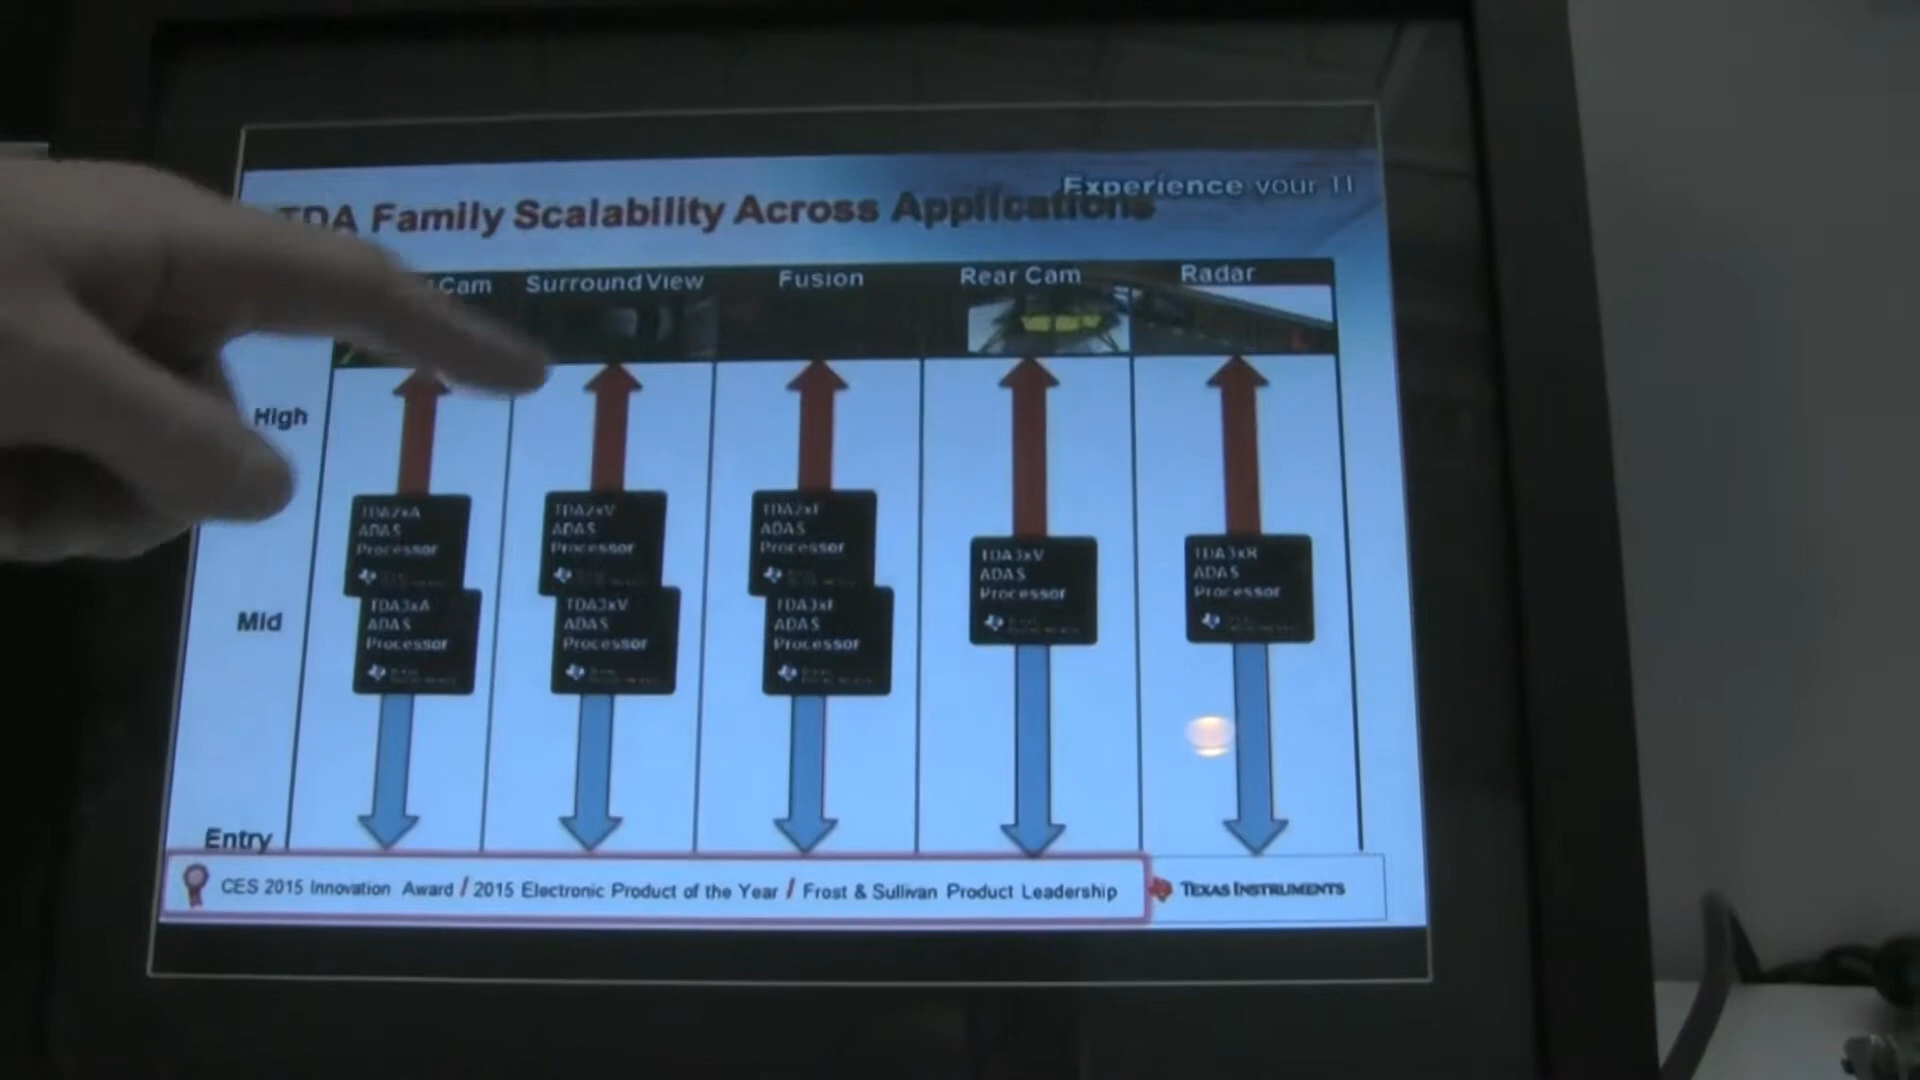 Experience your TI
TDA Family Scalability Across Applications
Cam
Surround View
Fusion
Rear Cam
Radar
High
TDA2xA
ADAS
Processor
TDA2xV
ADAS
Processor
TDA2xF
ADAS
Processor
TDA3xV
ADAS
Processor
TDA3xR
ADAS
Processor
Mid
TDA3xA
ADAS
Processor
TDA3xV
ADAS
Processor
TDA3xF
ADAS
Processor
Entry
CES 2015 Innovation Award / 2015 Electronic Product of the Year / Frost & Sullivan Product Leadership
TEXAS INSTRUMENTS